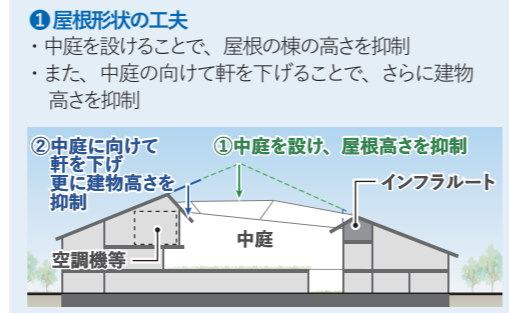 ❶屋根形状の工夫
・中庭を設けることで、屋根の棟の高さを抑制
・また、中庭の向けて軒を下げることで、さらに建物
高さを抑制
②中庭に向けて
軒を下げ
更に建物高さを
抑制
①中庭を設け、屋根高さを抑制
インフラルート
中庭
空調機等